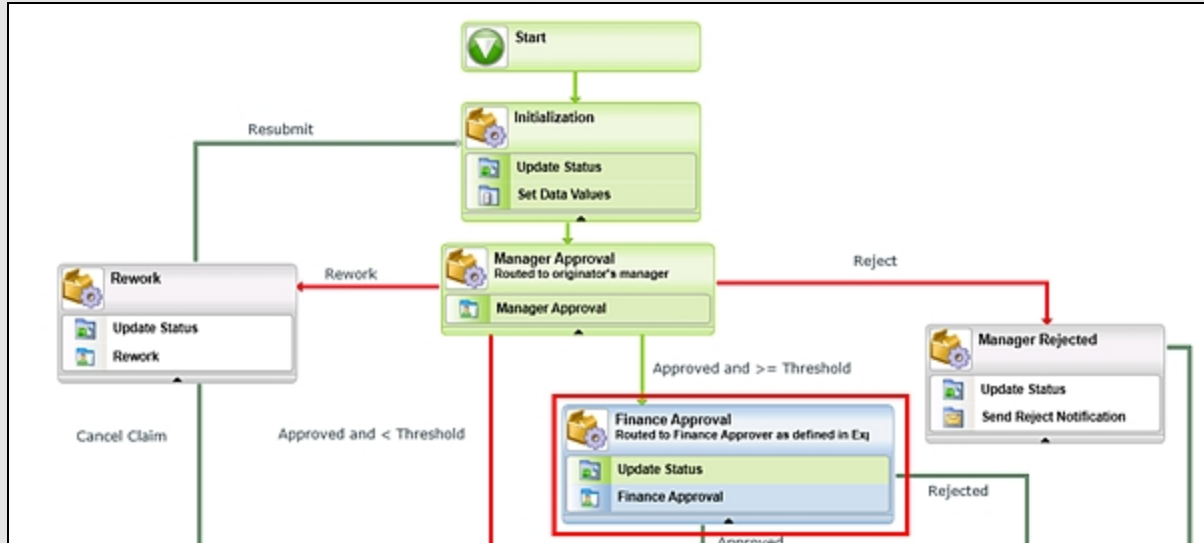 Start
Initialization
Resubmit
Update Status
Set Data Values
Manager Approval
Routed to originator's manager
Reject
Rework
Rework
Manager Approval
Update Status
Rework
Manager Rejected
Approved and >= Threshold
Update Status
Send Reject Notification
Cancel Claim
Approved and < Threshold
Finance Approval
Routed to Finance Approver as defined in Exp
Update Status
Finance Approval
Rejected
Approved